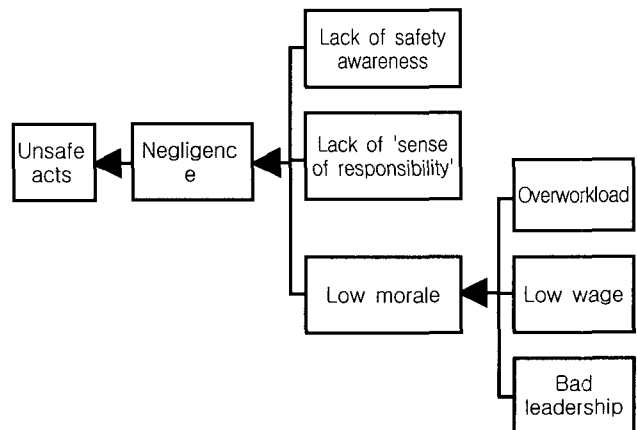 Lack of safety
awareness
Unsafe
acts
Negligenc
e
Lack of 'sense
of responsibility'
Overworkload
Low morale
Low wage
Bad
leadership